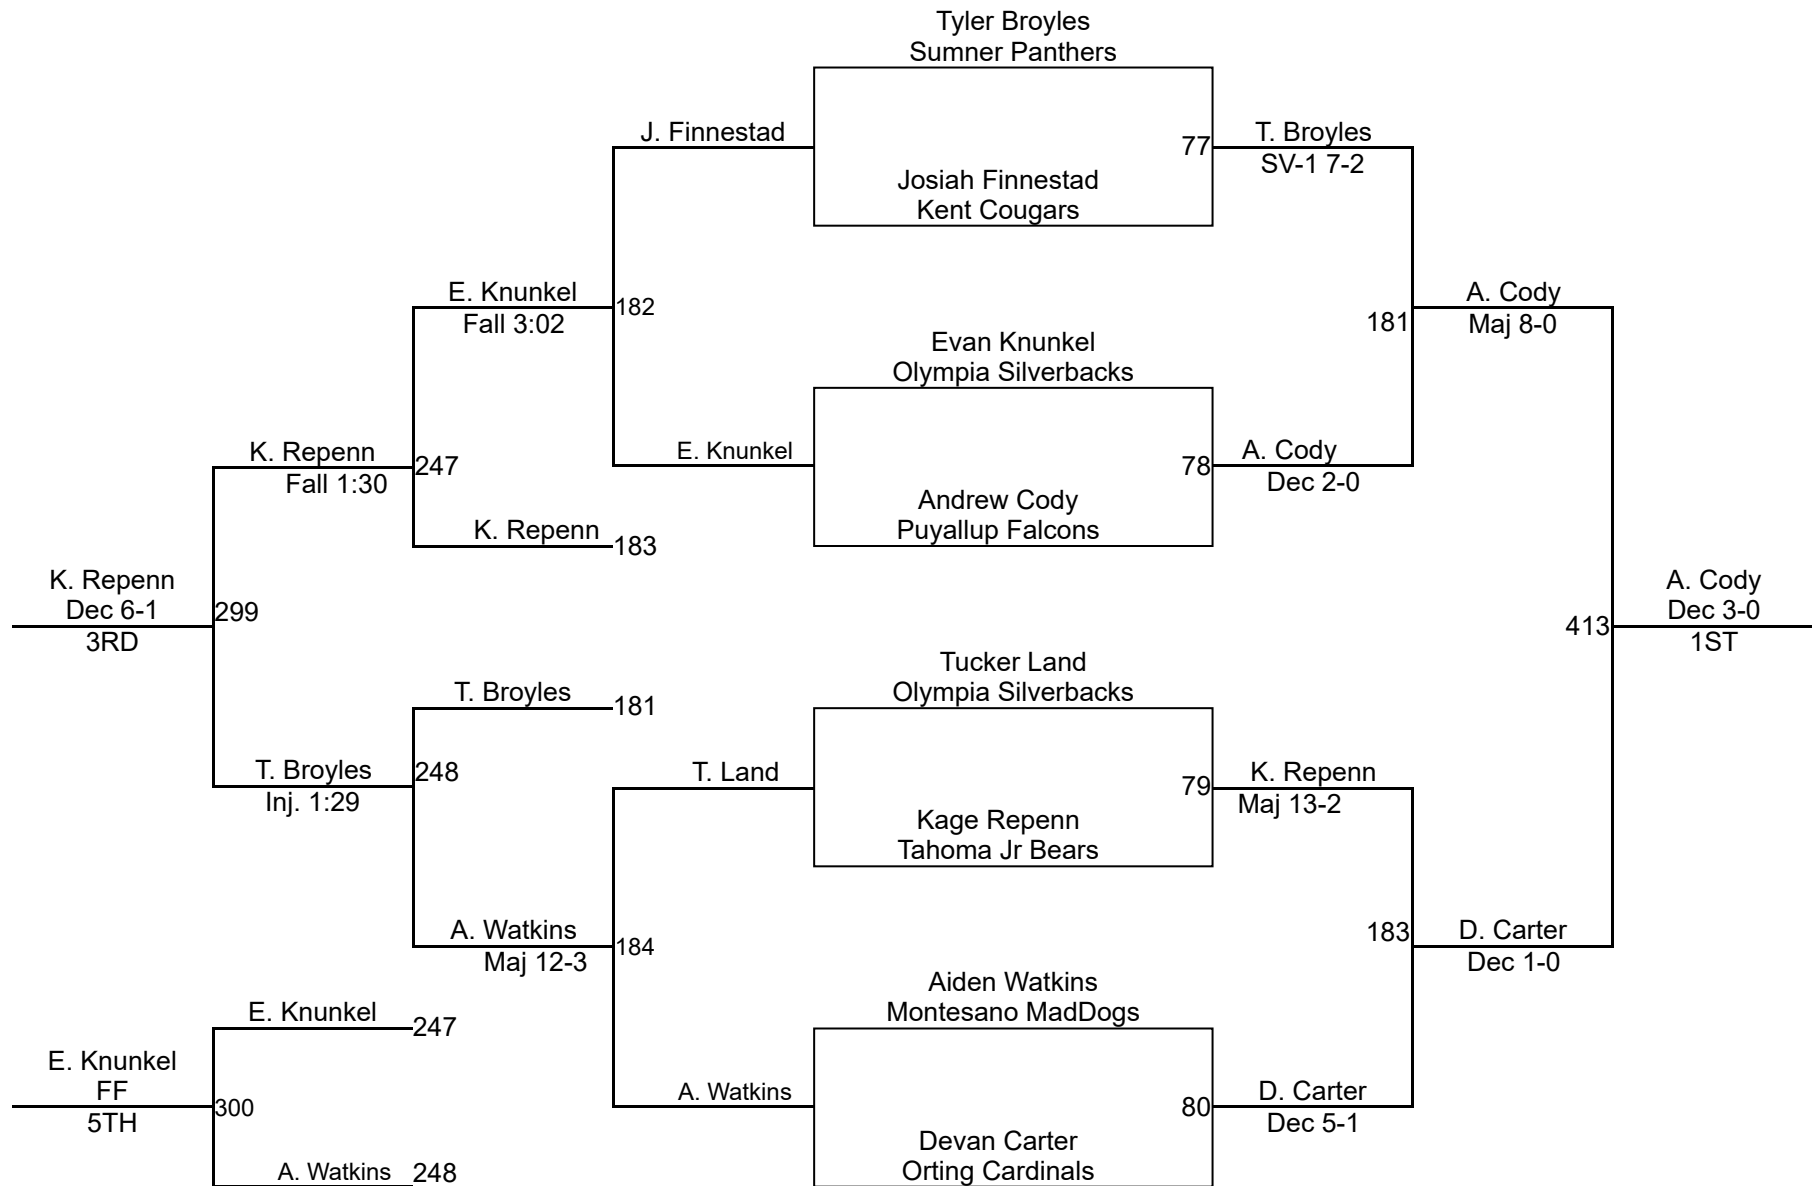 Tyler Broyles
Sumner Panthers
J. Finnestad
77
T. Broyles
SV-1 7-2
Josiah Finnestad
Kent Cougars
E. Knunkel
Fall 3:02
182
181
A. Cody
Maj 8-0
Evan Knunkel
Olympia Silverbacks
K. Repenn
Fall 1:30
247
E. Knunkel
78
A. Cody
Dec 2-0
Andrew Cody
Puyallup Falcons
K. Repenn
183
K. Repenn
Dec 6-1
3RD
299
413
A. Cody
Dec 3-0
1ST
Tucker Land
Olympia Silverbacks
T. Broyles
181
T. Broyles
Inj. 1:29
248
T. Land
79
K. Repenn
Maj 13-2
Kage Repenn
Tahoma Jr Bears
A. Watkins
Maj 12-3
184
183
D. Carter
Dec 1-0
Aiden Watkins
Montesano MadDogs
E. Knunkel
247
E. Knunkel
FF
5TH
300
A. Watkins
80
D. Carter
Dec 5-1
Devan Carter
Orting Cardinals
A. Watkins
248